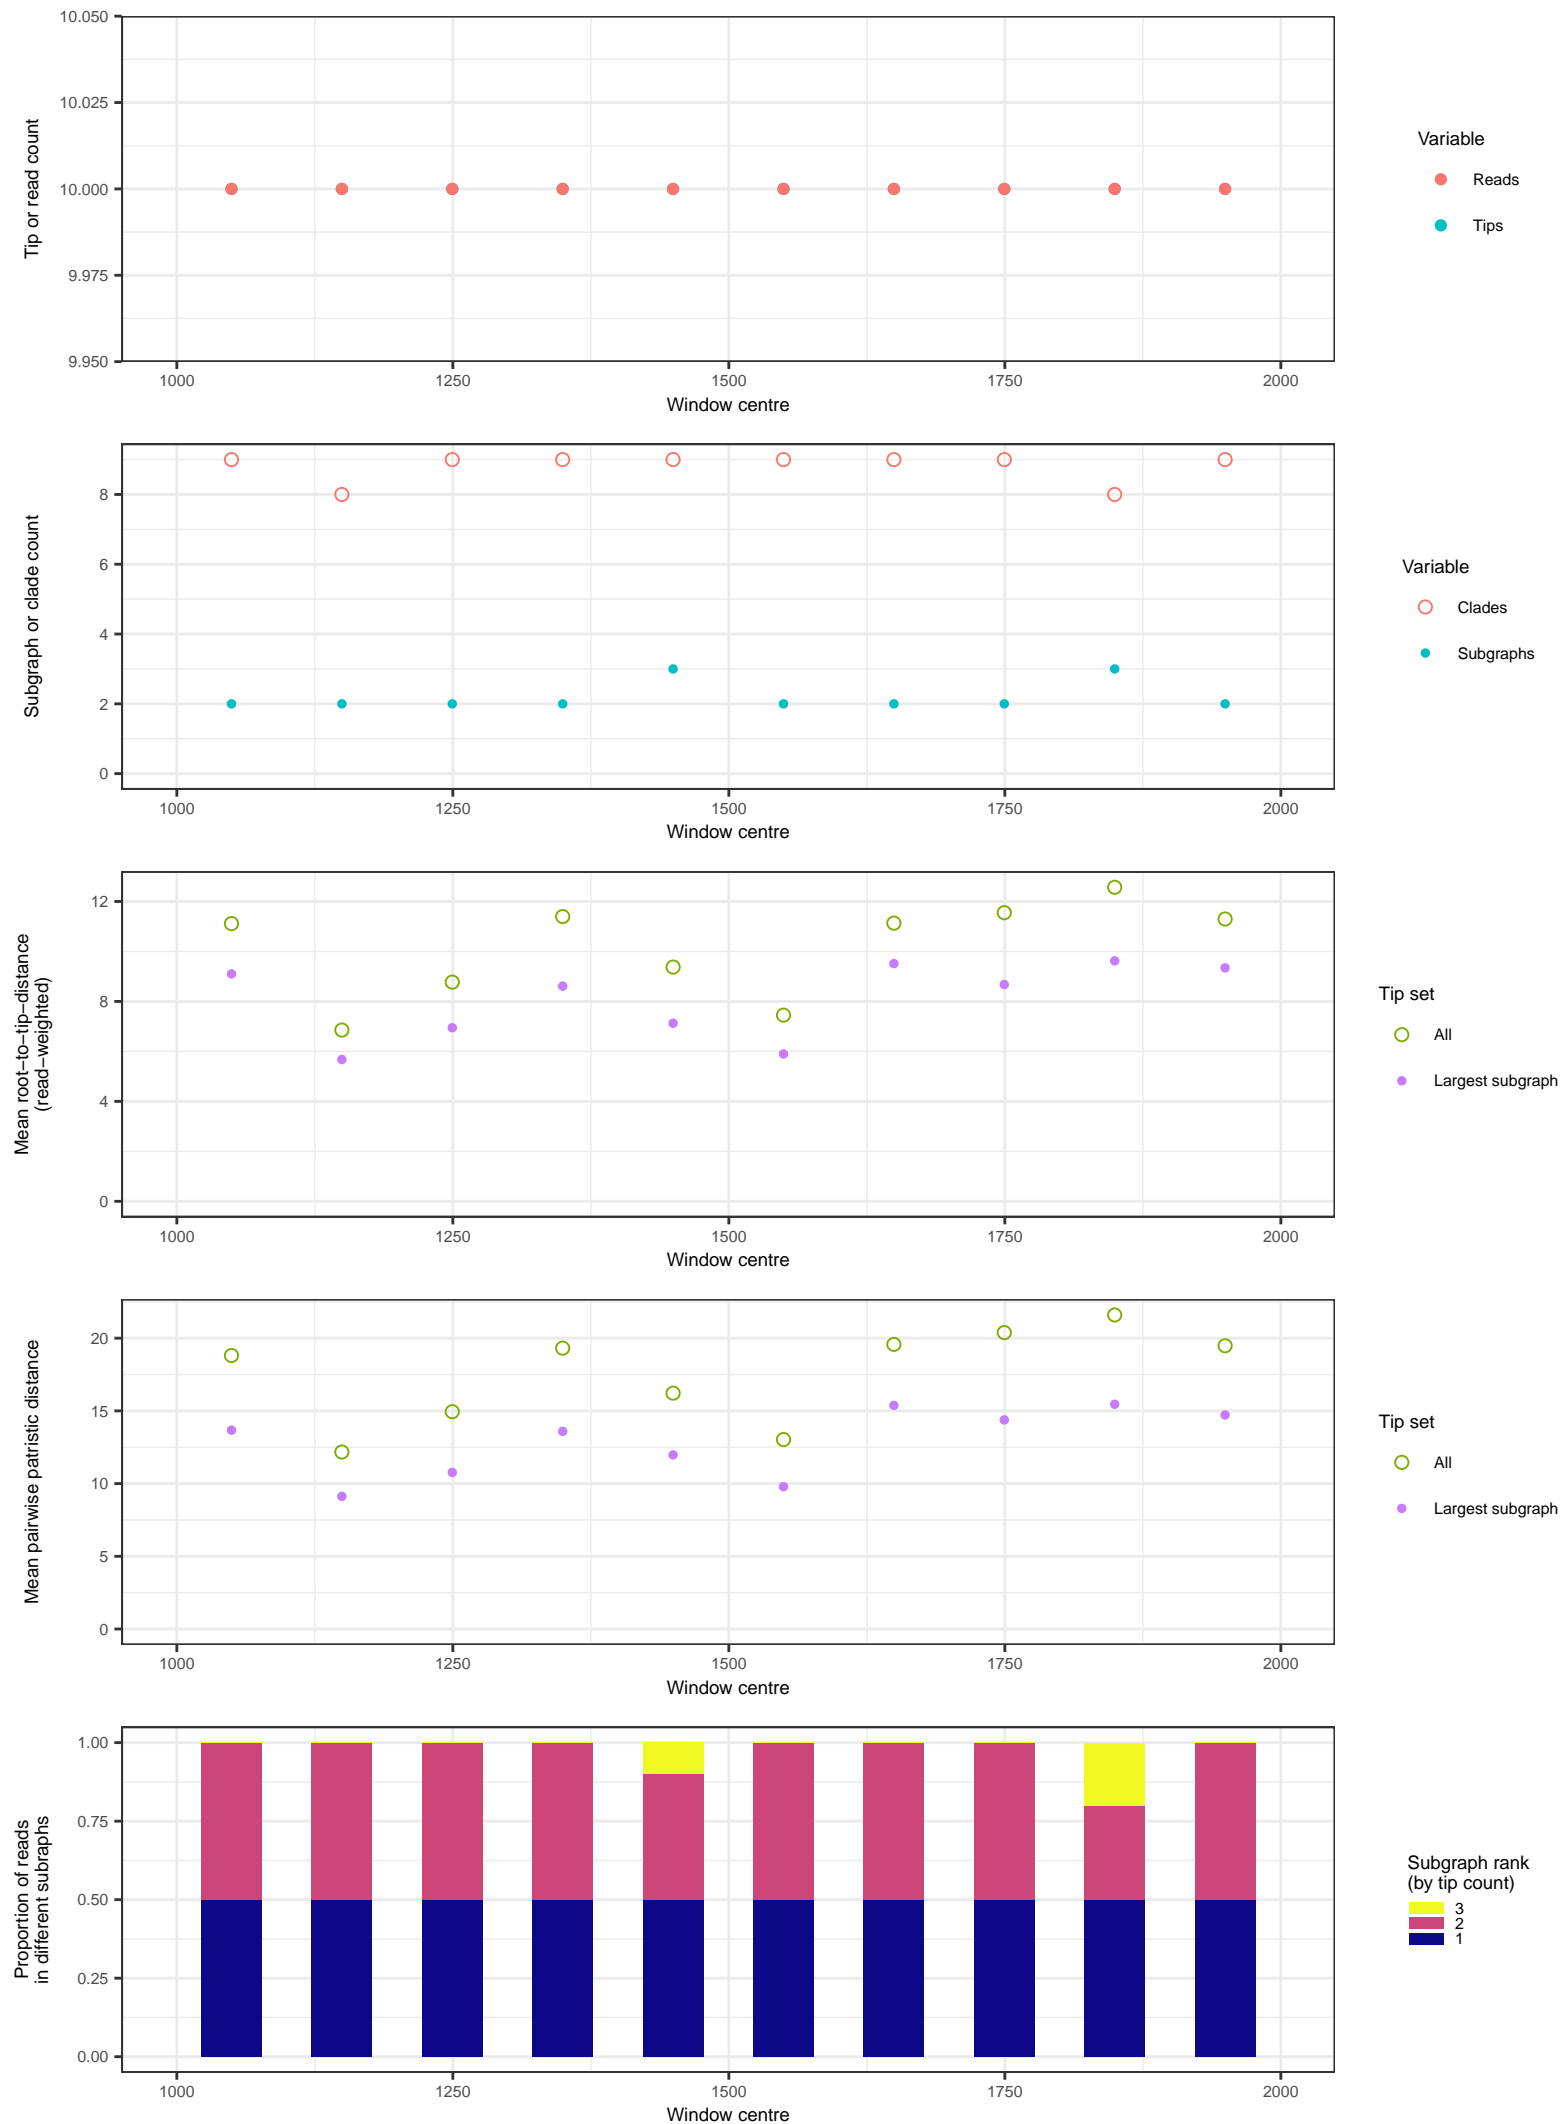 10.050
10.025
10.000
9.975
9.950
Tip or read count
1000 1250 1500 1750 2000
Window centre
Variable
Reads
Tips
8
6
4
2
0
Subgraph or clade count
1000 1250 1500 1750 2000
Window centre
Variable
Clades
Subgraphs
12
8
4
0
Mean root−to−tip−distance
(read−weighted)
1000 1250 1500 1750 2000
Window centre
Tip set
All
Largest subgraph
20
15
10
5
0
Mean pairwise patristic distance
1000 1250 1500 1750 2000
Window centre
Tip set
All
Largest subgraph
1.00
0.75
0.50
0.25
0.00
Proportion of reads
in different subraphs
1000 1250 1500 1750 2000
Window centre
Subgraph rank
(by tip count)
3
2
1